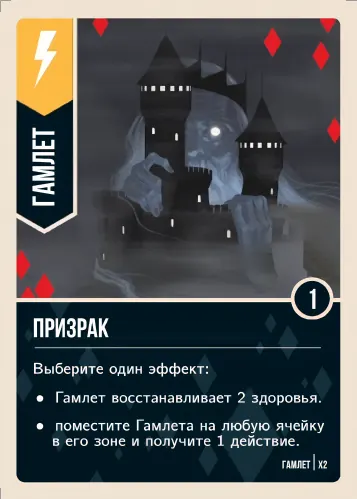 ГАМЛЕТ
1
ПРИЗРАК
Выберите один эффект:
• Гамлет восстанавливает 2 здоровья.
• поместите Гамлета на любую ячейку
в его зоне и получите 1 действие.
ГАМЛЕТ | X2